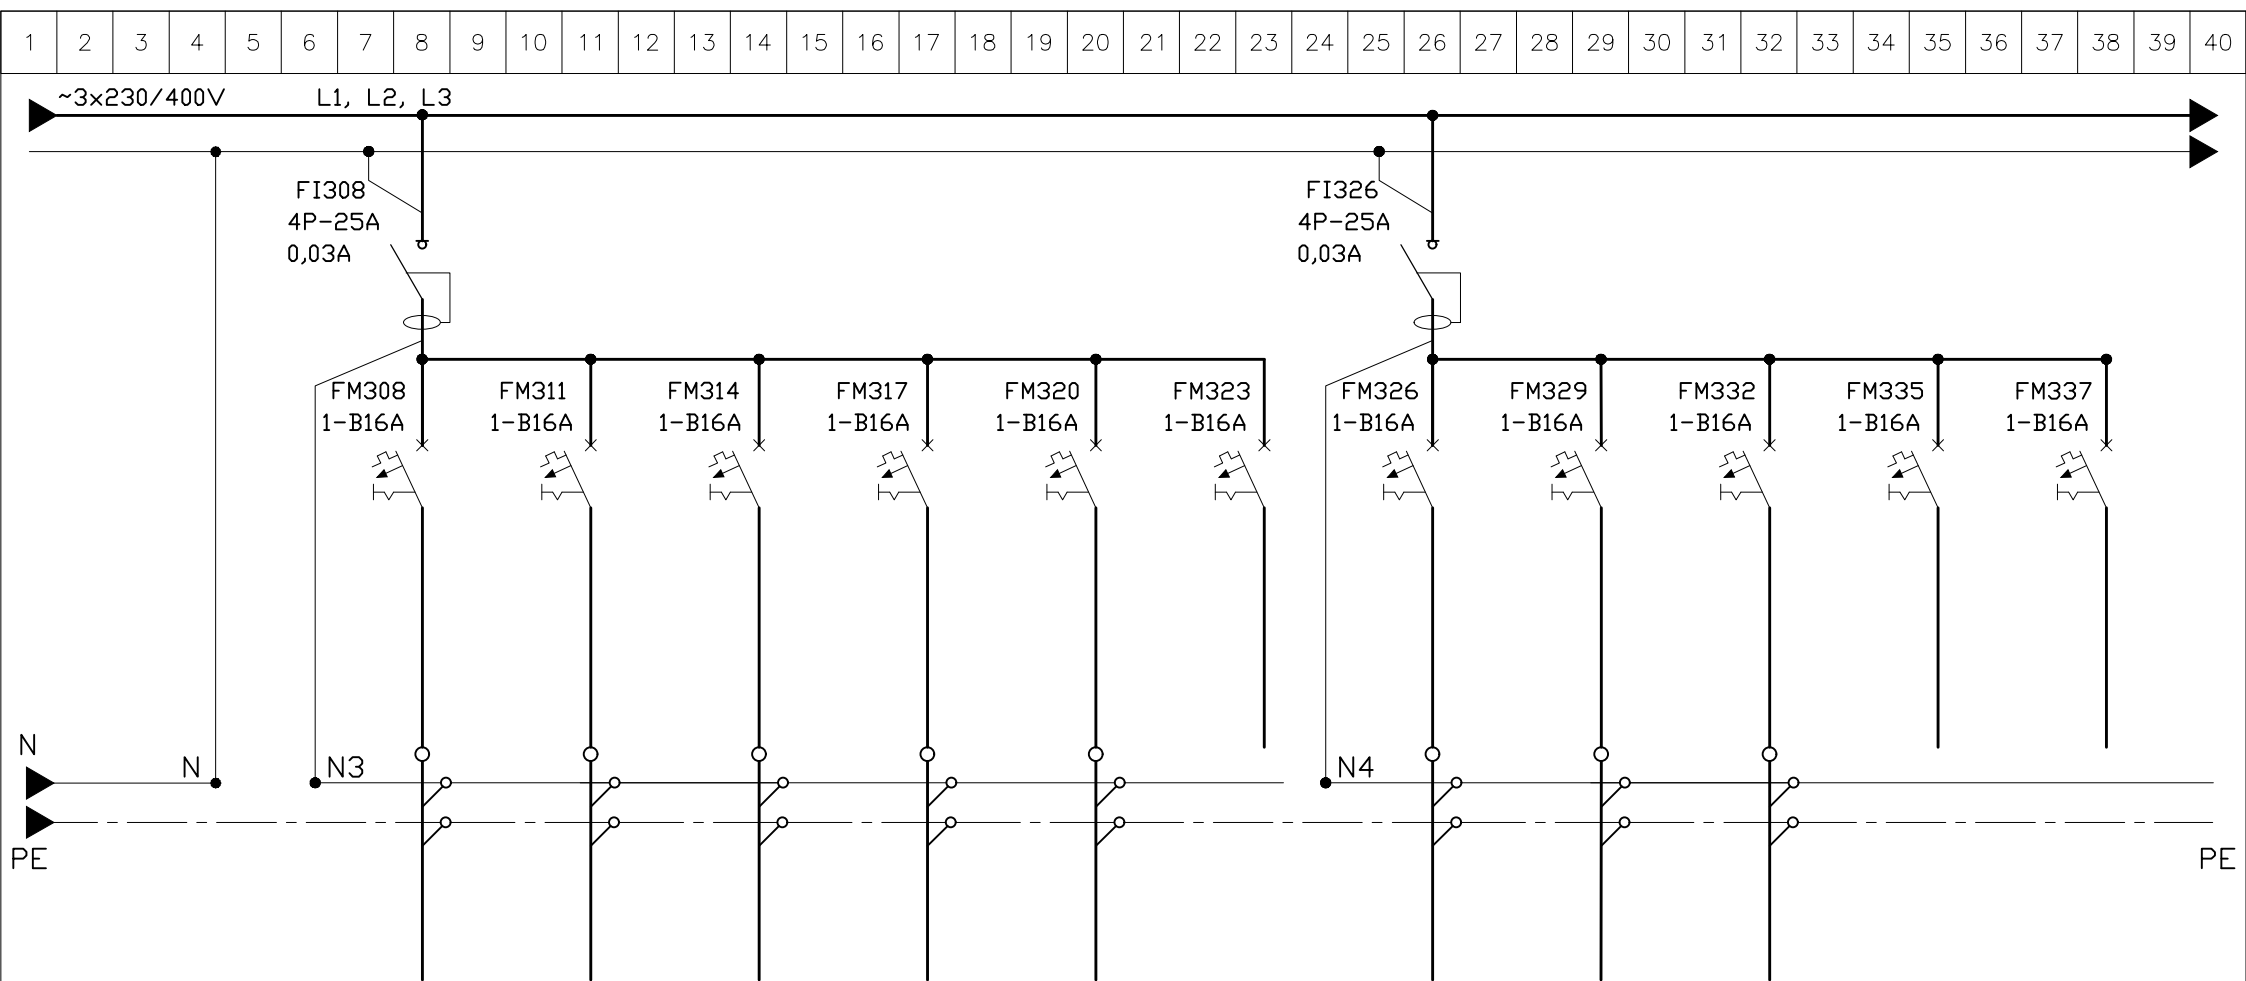 1 2 3 4 5 6 7 8 9 10 11 12 13 14 15 16 17 18 19 20 21 22 23 24 25 26 27 28 29 30 31 32 33 34 35 36 37 38 39 40
~3x230/400V L1, L2, L3
FI308
4P-25A
0,03A
FI326
4P-25A
0,03A
FM308
1-B16A
FM311
1-B16A
FM314
1-B16A
FM317
1-B16A
FM320
1-B16A
FM323
1-B16A
FM326
1-B16A
FM329
1-B16A
FM332
1-B16A
FM335
1-B16A
FM337
1-B16A
N
N
N3
N4
PE
PE